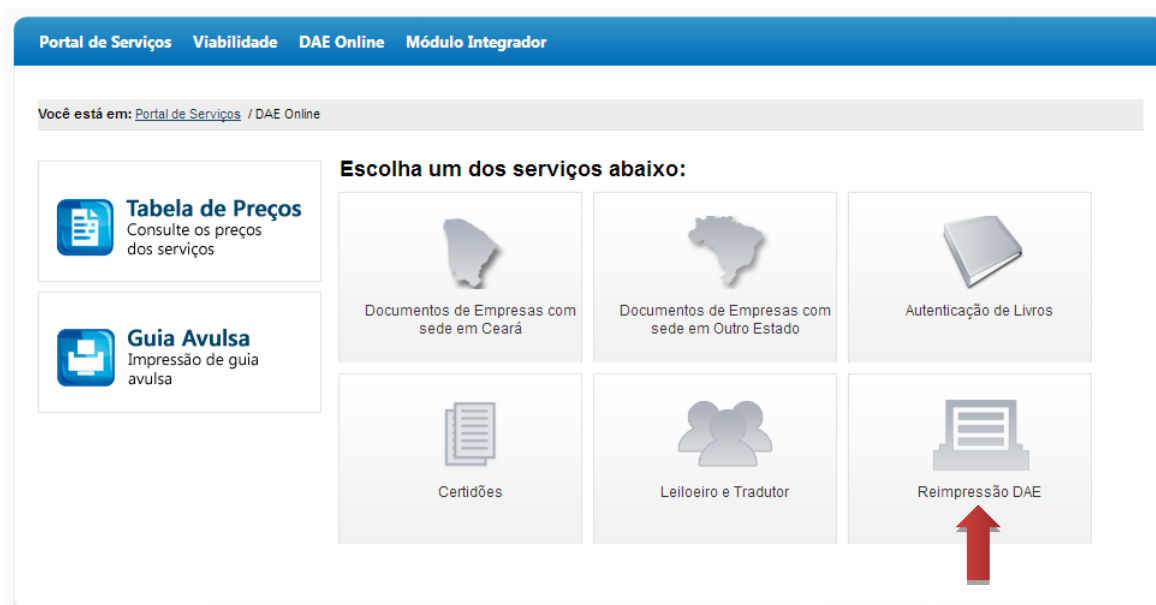 Portal de Serviços Viabilidade DAE Online Módulo Integrador
Você está em: Portal de Serviços / DAE Online
Tabela de Preços
Consulte os preços
dos serviços
Guia Avulsa
Impressão de guia
avulsa
Escolha um dos serviços abaixo:
Documentos de Empresas com
sede em Ceará
Documentos de Empresas com
sede em Outro Estado
Autenticação de Livros
Certidões
Leiloeiro e Tradutor
Reimpressão DAE